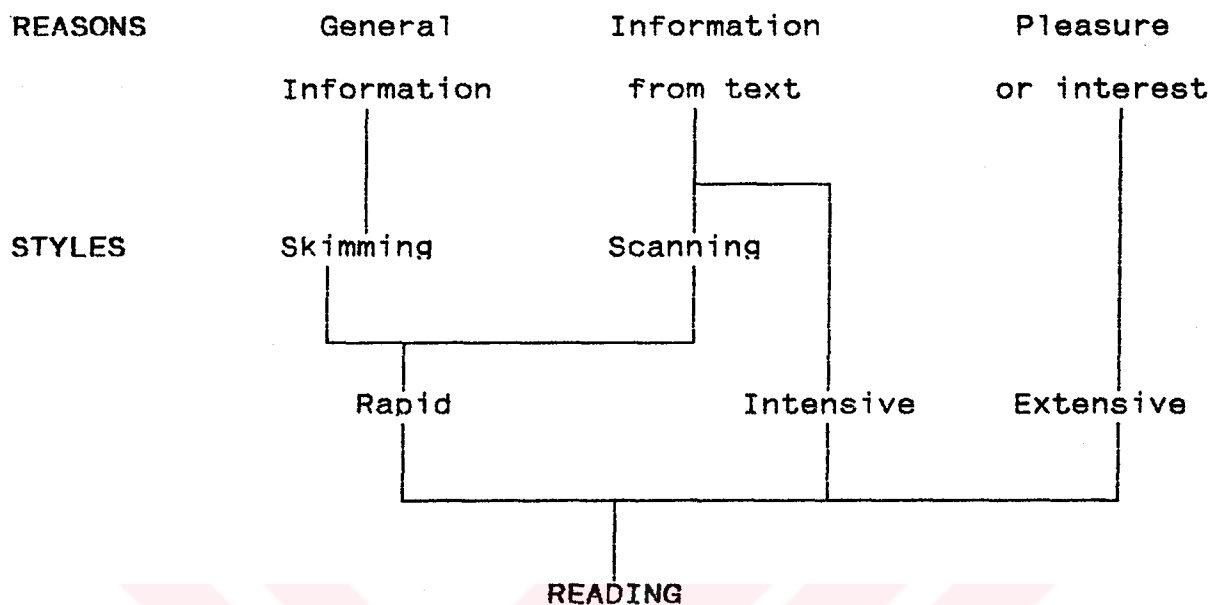 REASONS General Information Pleasure
Information from text or interest
STYLES Skimming Scanning
Rapid Intensive Extensive
READING